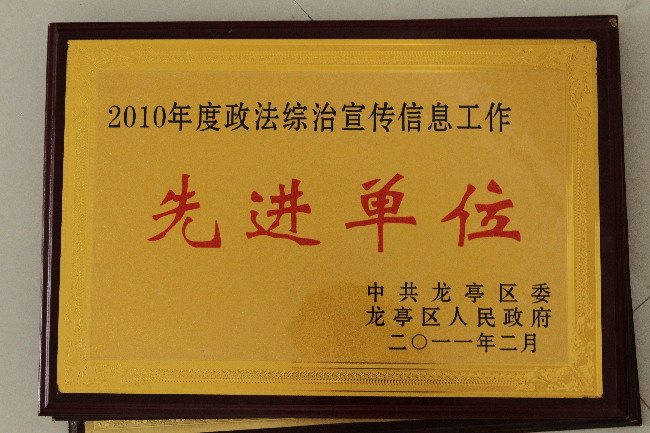 2010年度政法综治宣传信息工作
先进单位
中共龙亭区委
龙亭区人民政府
二〇一一年二月